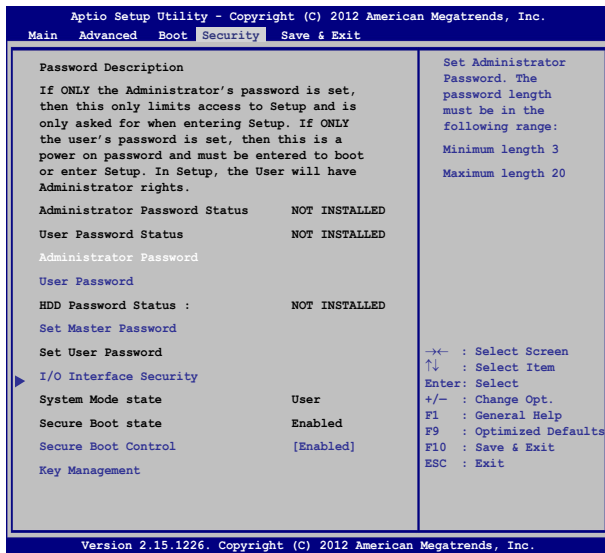 Aptio Setup Utility - Copyright (C) 2012 American Megatrends, Inc.
Main Advanced Boot Security Save & Exit
Password Description
If ONLY the Administrator's password is set,
then this only limits access to Setup and is
only asked for when entering Setup. If ONLY
the user's password is set, then this is a
power on password and must be entered to boot
or enter Setup. In Setup, the User will have
Administrator rights.
Administrator Password Status NOT INSTALLED
User Password Status NOT INSTALLED
Administrator Password
User Password
HDD Password Status : NOT INSTALLED
Set Master Password
Set User Password
I/O Interface Security
System Mode state User
Secure Boot state Enabled
Secure Boot Control [Enabled]
Key Management
Set Administrator
Password. The
password length
must be in the
following range:
Minimum length 3
Maximum length 20
→← : Select Screen
↑↓ : Select Item
Enter: Select
+/— : Change Opt.
F1 : General Help
F9 : Optimized Defaults
F10 : Save & Exit
ESC : Exit
Version 2.15.1226. Copyright (C) 2012 American Megatrends, Inc.